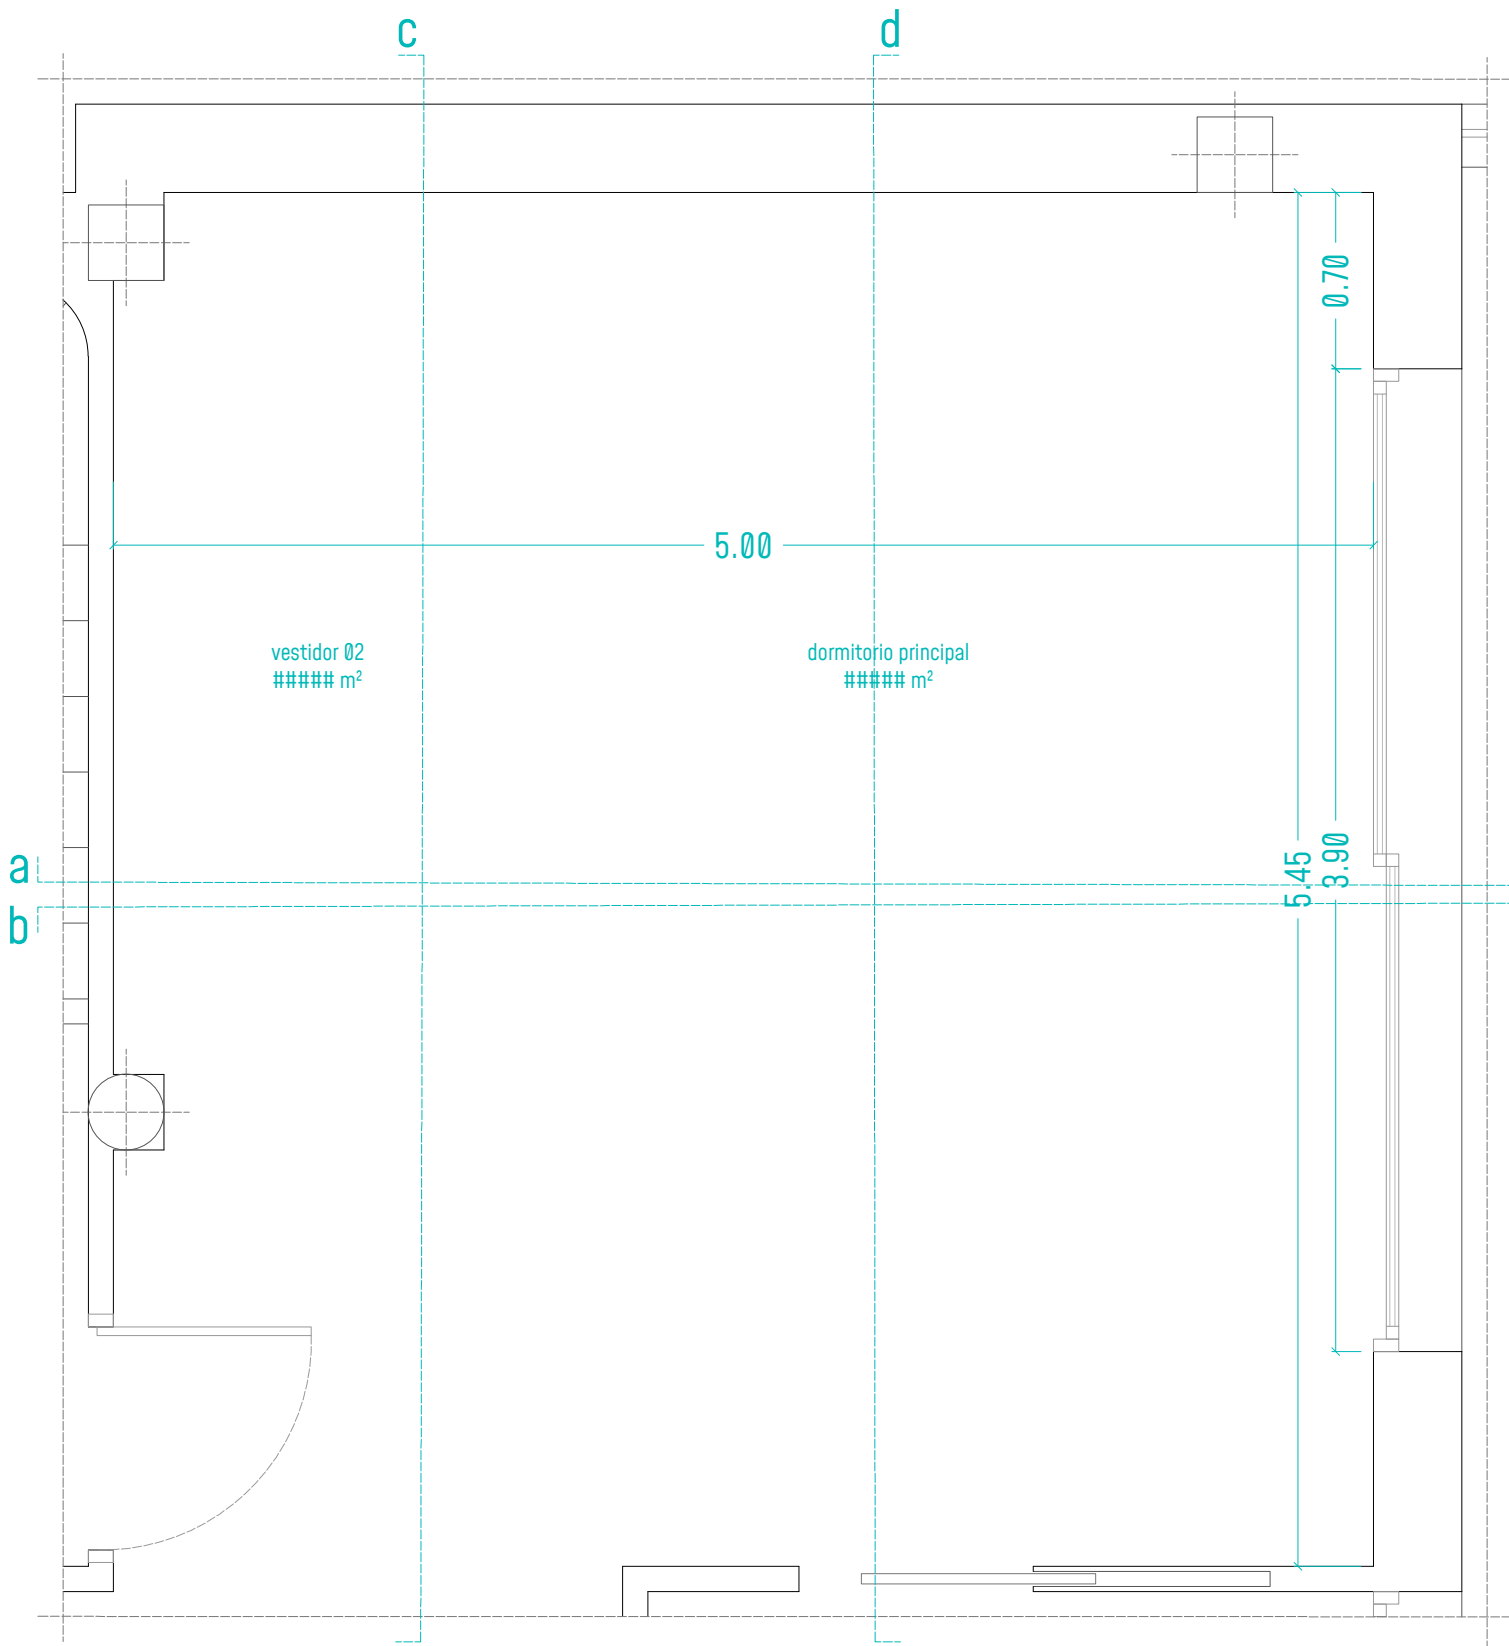 c
d
0.70
5.00
vestidor 02
##### m²
dormitorio principal
##### m²
a
5.45
3.90
b